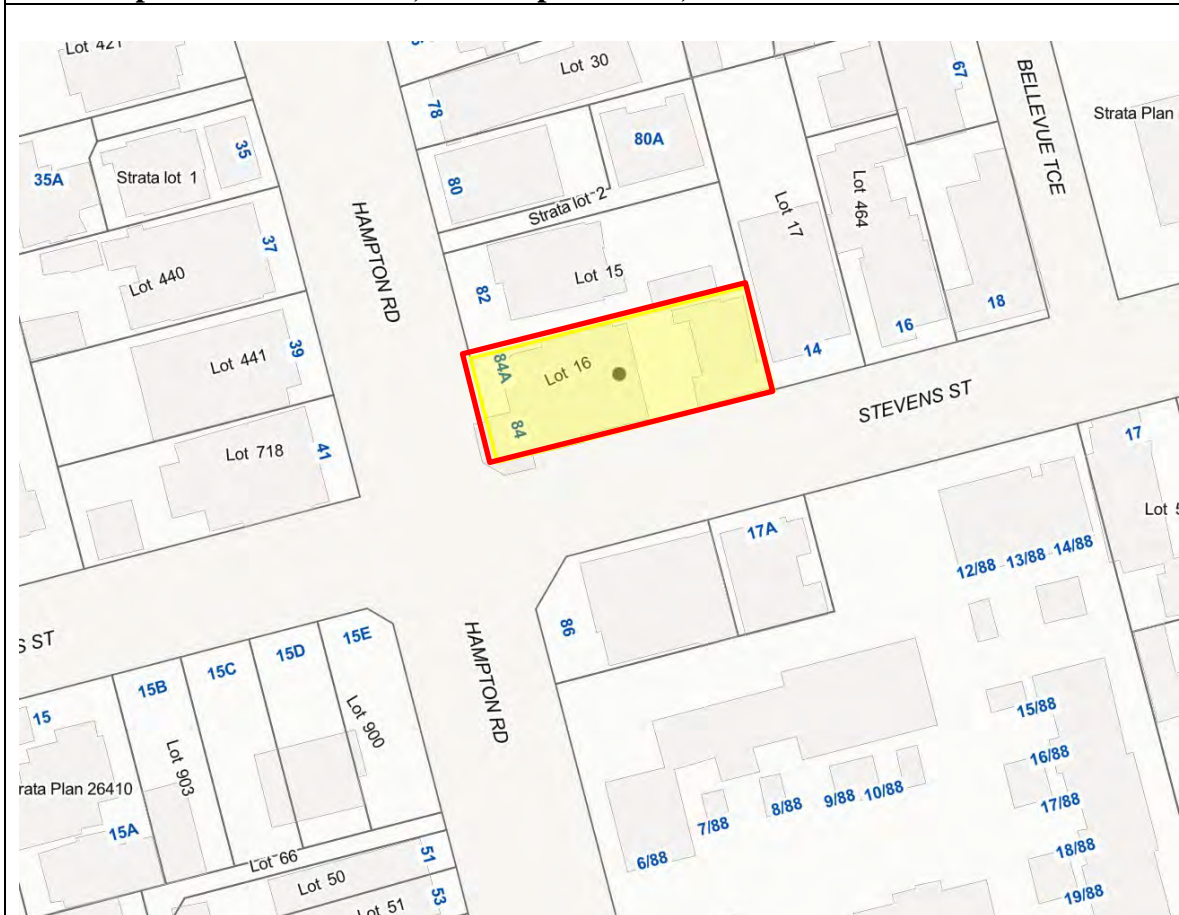 Lot 421
Lot 30
67
BELLEVUE TCE
Strata Plan
78
35
80A
35A
Strata lot 1
80
Lot 464
Strata lot 2
Lot 17
HAMPTON RD
37
Lot 440
82
Lot 15
18
16
14
Lot 441
39
84A
Lot 16
84
STEVENS ST
Lot 718
41
17
17A
Lot
12/88
13/88
14/88
86
ST
15E
15D
15C
15B
HAMPTON RD
15
Lot 900
Lot 903
15/88
16/88
Plan 26410
17/88
15A
7/88
8/88
9/88
10/88
6/88
18/88
19/88
Lot 66
51
Lot 50
53
Lot 51